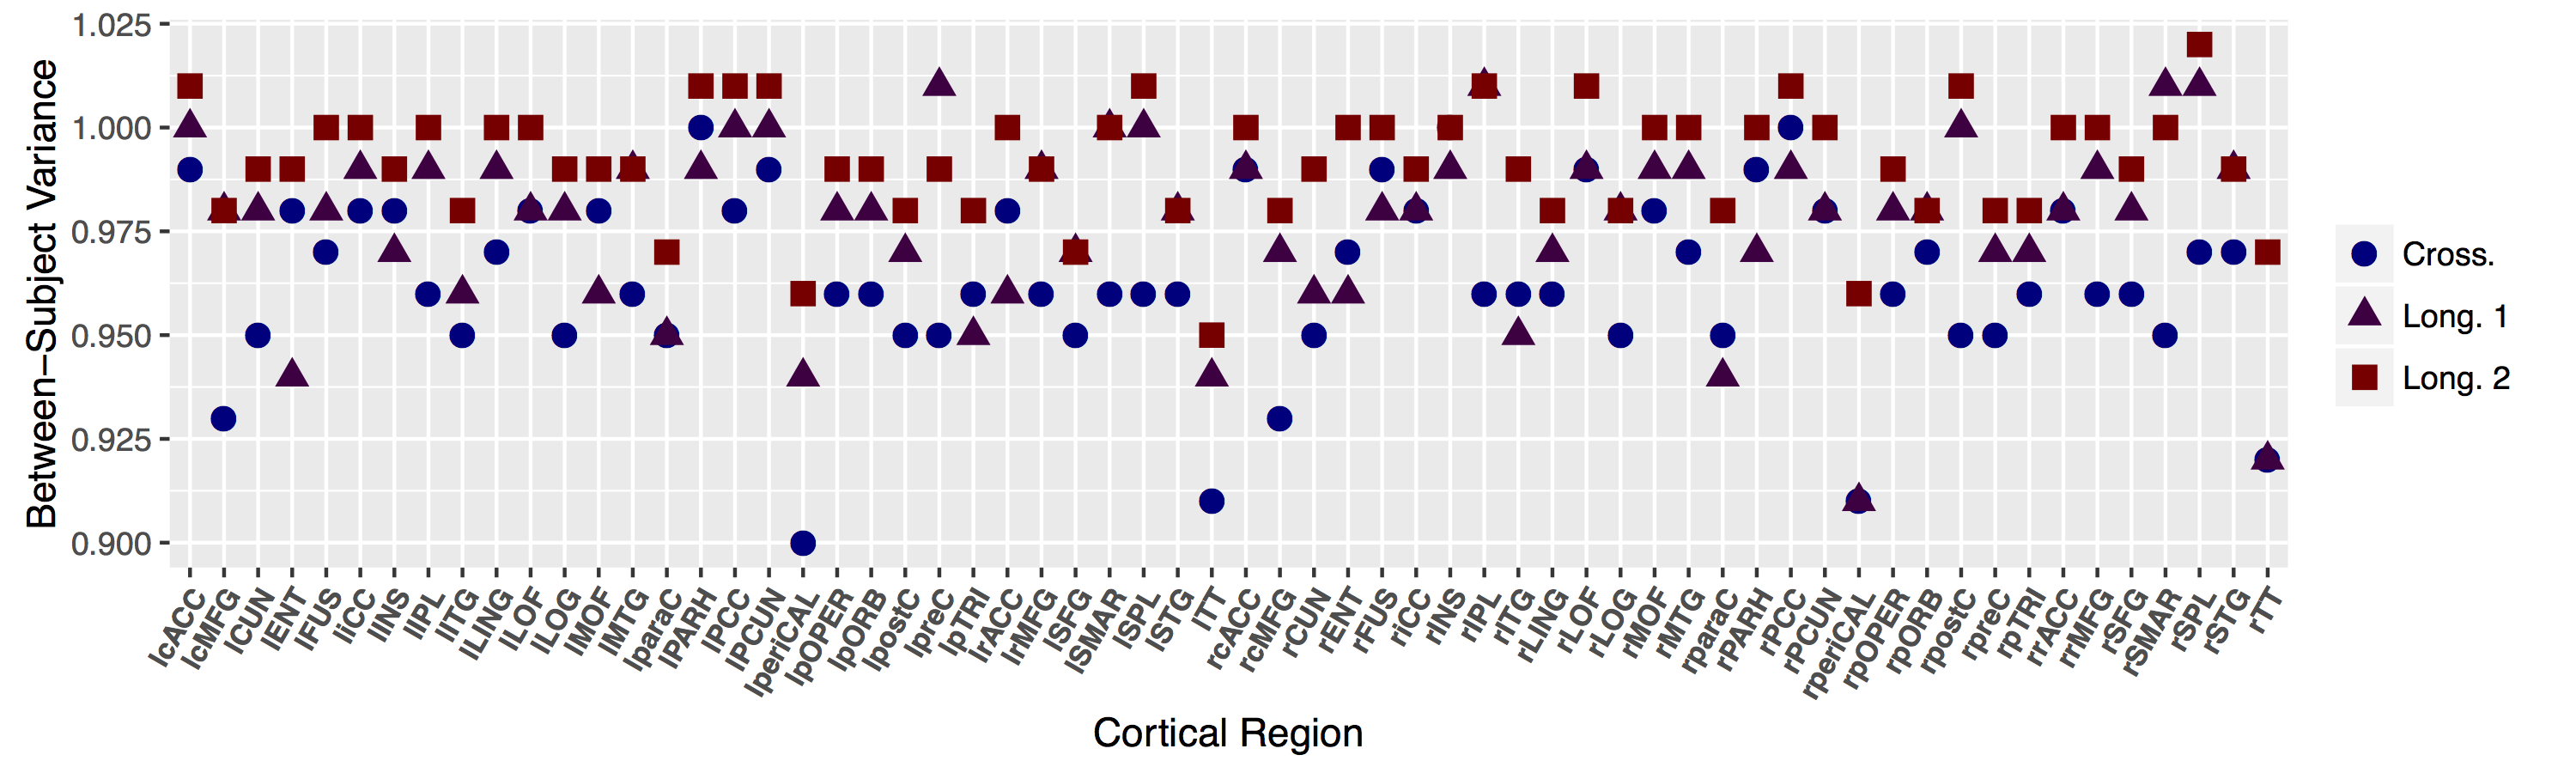 Between−Subject Variance
1.025
1.000
0.975
0.950
0.925
0.900
lcACC
lcMFG
lCUN
lENT
lFUS
liCC
lINS
lIPL
lITG
lLING
lLOF
lLOG
lMOF
lMTG
lparaC
lPARH
lPCC
lPCUN
lperiCAL
lpOPER
lpORB
lpostC
lpreC
lpTRI
lrACC
lrMFG
lSFG
lSMAR
lSPL
lSTG
lTT
rcACC
rcMFG
rCUN
rENT
rFUS
riCC
rINS
rIPL
rITG
rLING
rLOF
rLOG
rMOF
rMTG
rparaC
rPARH
rPCC
rPCUN
rperiCAL
rpOPER
rpORB
rpostC
rpreC
rpTRI
rrACC
rrMFG
rSFG
rSMAR
rSPL
rSTG
rTT
Cortical Region
Cross.
Long. 1
Long. 2